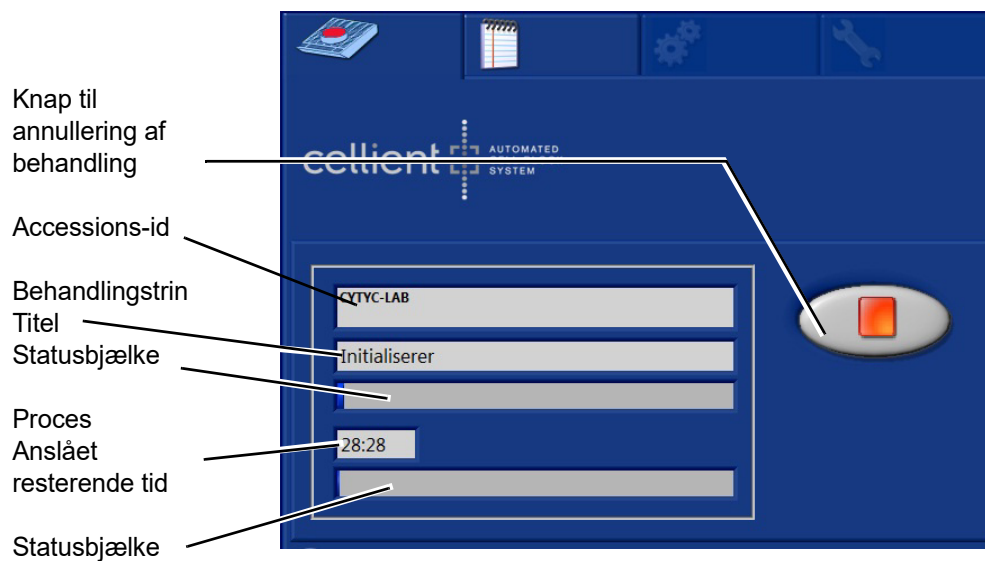 Knap til
annullering af
behandling
Accessions-id
Behandlingstrin
Titel
Statusbjælke
Proces
Anslået
resterende tid
Statusbjælke
cellient
AUTOMATED
SYSTEM
CYTYC-LAB
Initialiserer
28:28